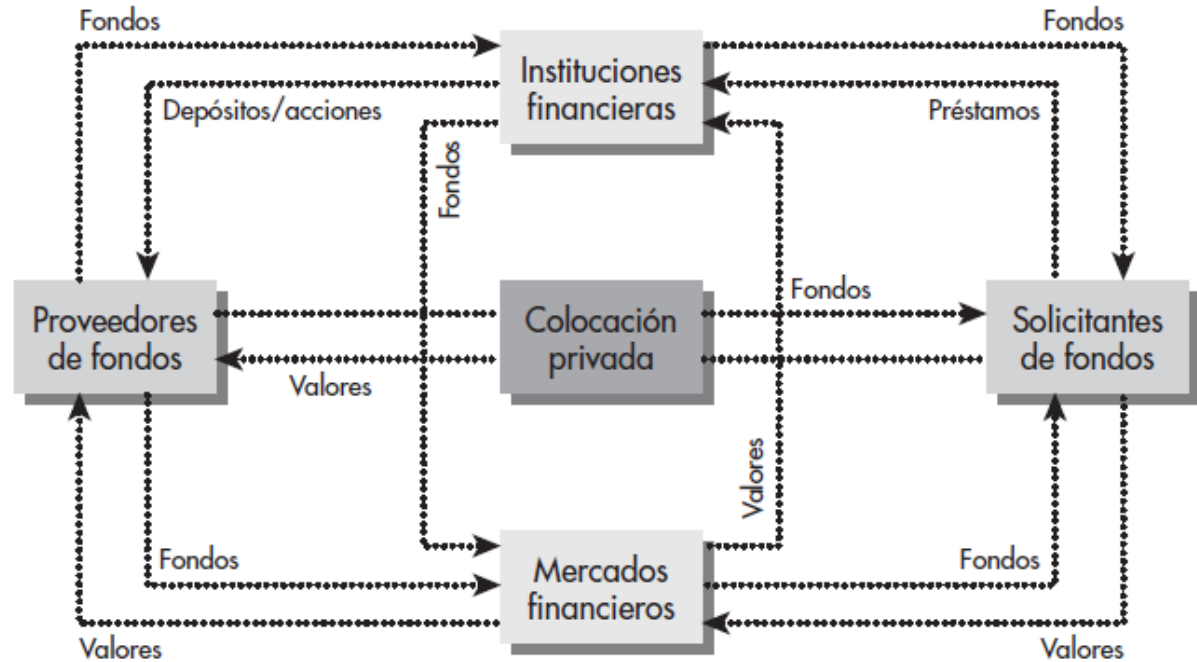 Fondos
Fondos
Instituciones
financieras
Depósitos/acciones
Préstamos
Fondos
Proveedores
de fondos
Colocación
privada
Fondos
Solicitantes
de fondos
Valores
Valores
Fondos
Mercados
financieros
Fondos
Valores
Valores